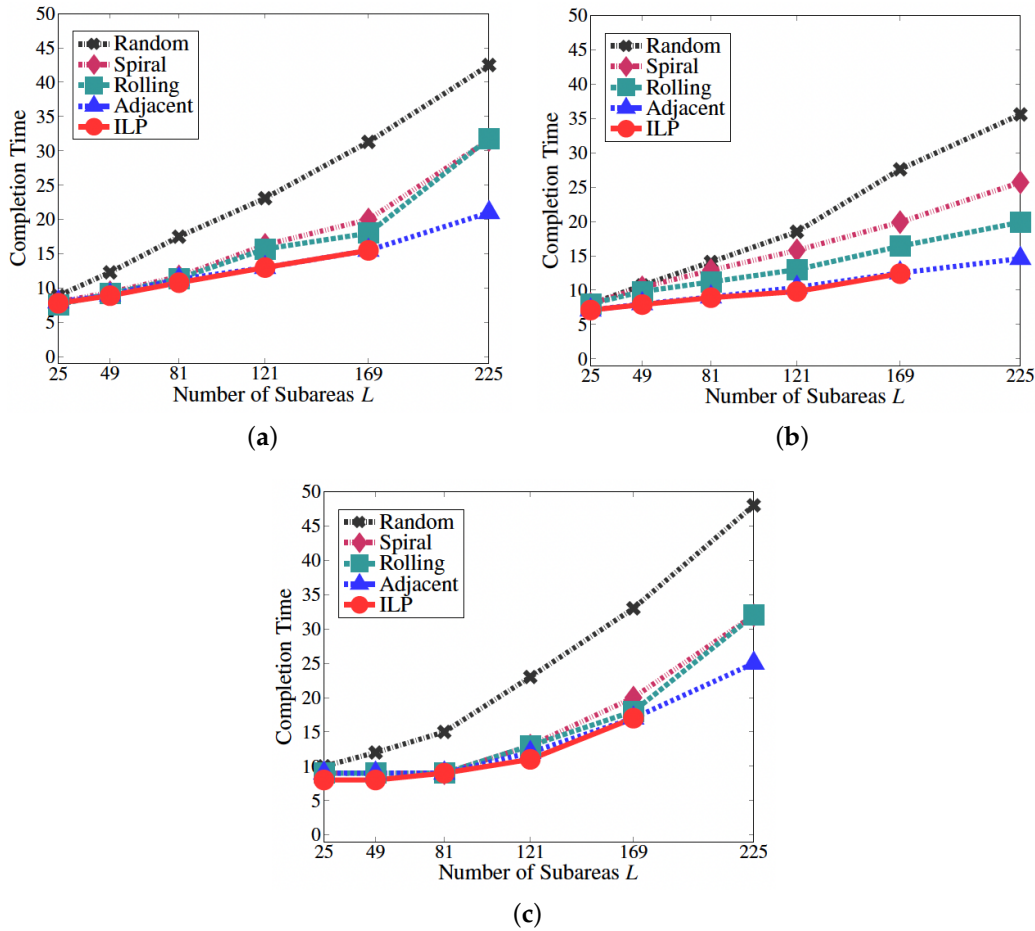 50
45
40
35
30
25
20
15
10
5
0
Completion Time
Random
Spiral
Rolling
Adjacent
ILP
25 49 81 121 169 225
Number of Subareas L
(a)
50
45
40
35
30
25
20
15
10
5
0
Completion Time
Random
Spiral
Rolling
Adjacent
ILP
25 49 81 121 169 225
Number of Subareas L
(b)
50
45
40
35
30
25
20
15
10
5
0
Completion Time
Random
Spiral
Rolling
Adjacent
ILP
25 49 81 121 169 225
Number of Subareas L
(c)